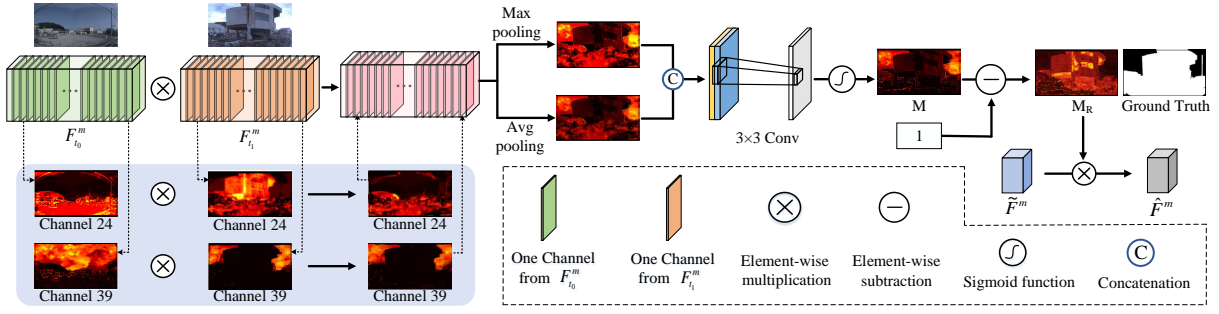 Max
pooling
Avg
pooling
C
3×3 Conv
M
1
M_R
Ground Truth
F_{t_0}^m
F_{t_1}^m
F̃^m
F̂^m
Channel 24
Channel 24
Channel 24
Channel 39
Channel 39
Channel 39
One Channel
from F_{t_0}^m
One Channel
from F_{t_1}^m
Element-wise
multiplication
Element-wise
subtraction
Sigmoid function
C
Concatenation